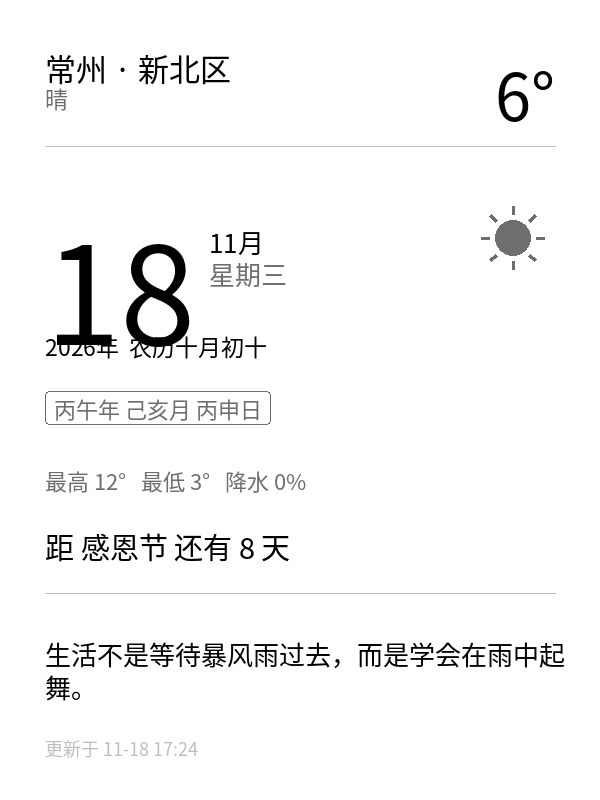 常州 · 新北区
晴
6°
18
11月
星期三
2026年 农历十月初十
丙午年 己亥月 丙申日
最高 12° 最低 3° 降水 0%
距 感恩节 还有 8 天
生活不是等待暴风雨过去，而是学会在雨中起
舞。
更新于 11-18 17:24